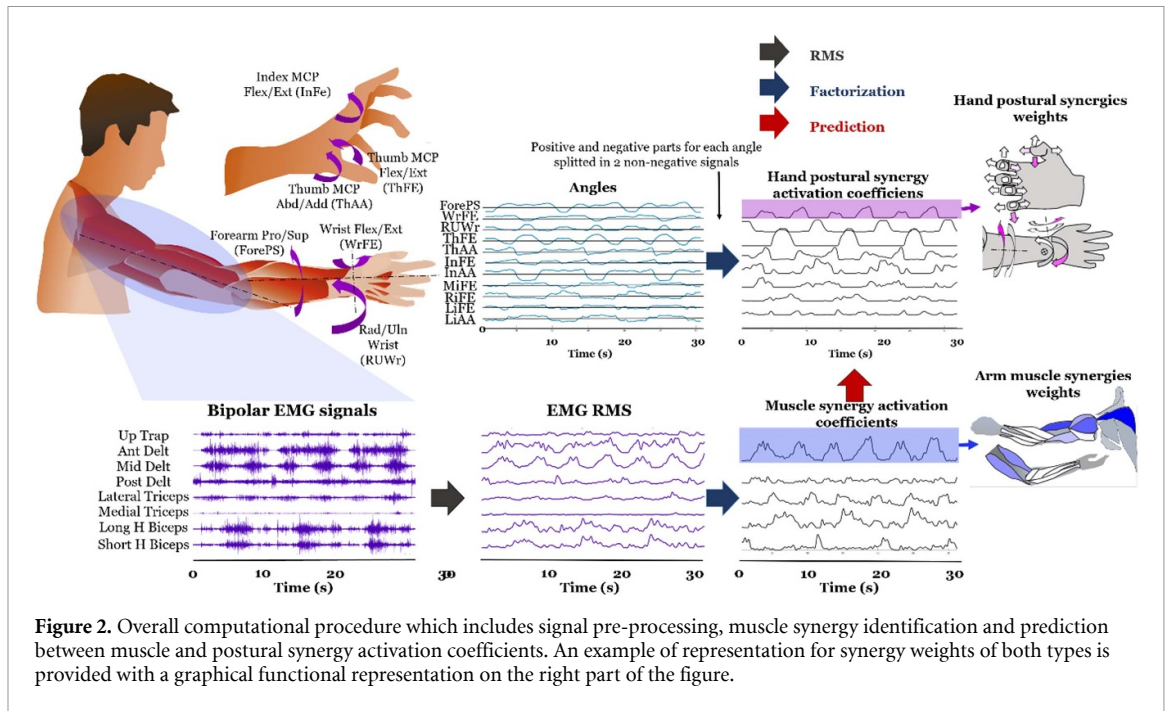 Index MCP
Flex/Ext (InFe)
Thumb MCP
Flex/Ext
(ThFE)
Thumb MCP
Abd/Add (ThAA)
Forearm Pro/Sup
(ForePS)
Wrist Flex/Ext
(WrFE)
Rad/Uln
Wrist
(RUWr)
RMS
Factorization
Prediction
Positive and negative parts for each angle
splitted in 2 non-negative signals
Angles
ForePS
WrFE
RUWr
ThFE
ThAA
InFE
InAA
MiFE
RiFE
LiFE
LiAA
0 10 20 30
Time (s)
Hand postural synergy
activation coefficiens
0 10 20 30
Time (s)
Hand postural synergies
weights
Bipolar EMG signals
Up Trap
Ant Delt
Mid Delt
Post Delt
Lateral Triceps
Medial Triceps
Long H Biceps
Short H Biceps
0 10 20 30
Time (s)
EMG RMS
0 10 20 30
Time (s)
Muscle synergy activation
coefficients
0 10 20 30
Time (s)
Arm muscle synergies
weights
Figure 2. Overall computational procedure which includes signal pre-processing, muscle synergy identification and prediction
between muscle and postural synergy activation coefficients. An example of representation for synergy weights of both types is
provided with a graphical functional representation on the right part of the figure.